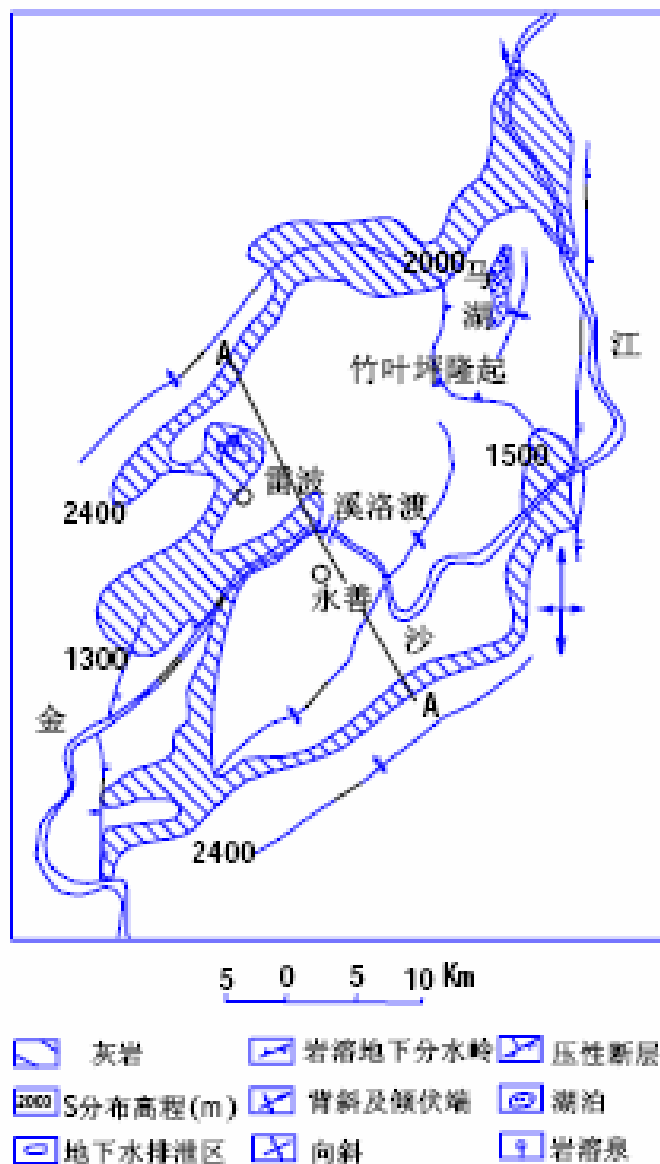 2000 马
湖
江
A
竹叶坪隆起
1500
雷波
2400
溪洛渡
永善
沙
1300
金
A
2400
5 0 5 10 Km
灰岩 岩溶地下分水岭 压性断层
2000 S分布高程(m) 背斜及倾伏端 湖泊
地下水排泄区 向斜 岩溶泉